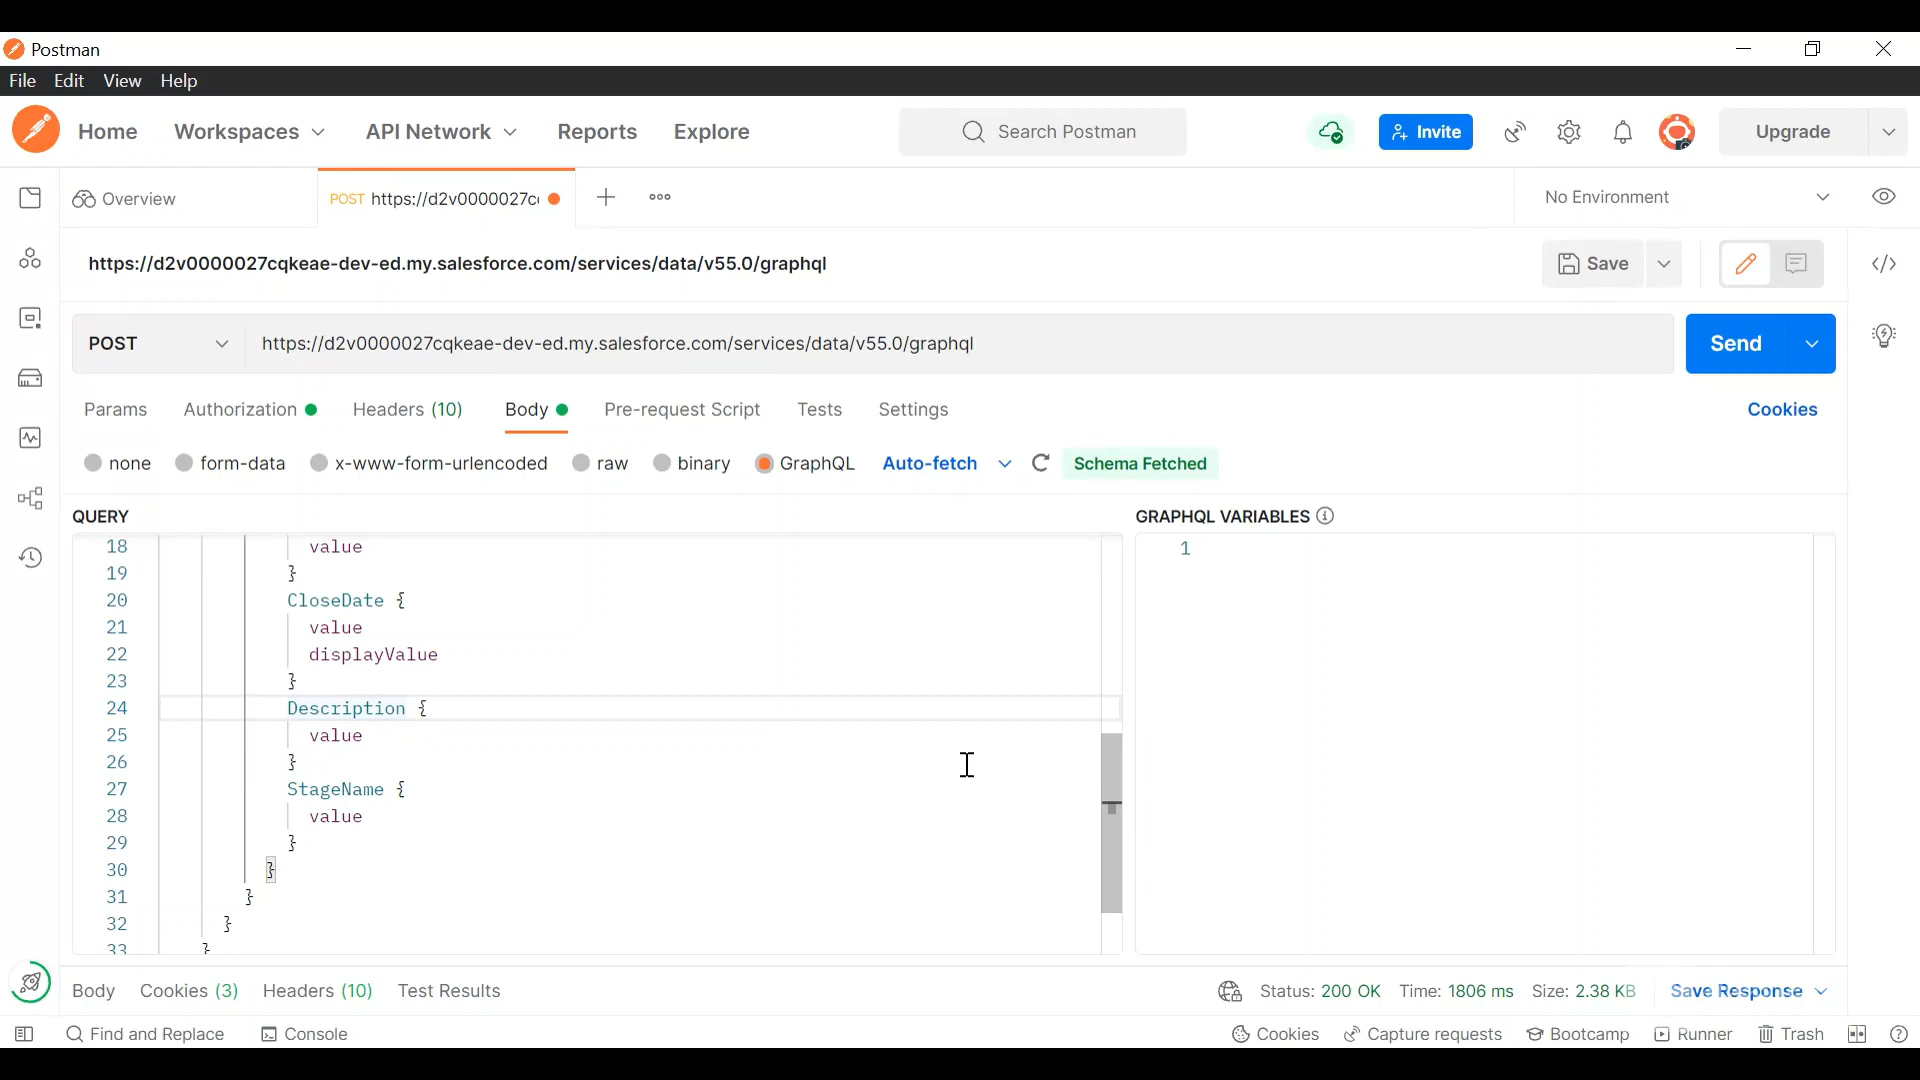 Postman
File Edit View Help
Home Workspaces API Network Reports Explore Search Postman Invite Upgrade
Overview POST https://d2v0000027c No Environment
https://d2v0000027cqkeae-dev-ed.my.salesforce.com/services/data/v55.0/graphql Save
POST https://d2v0000027cqkeae-dev-ed.my.salesforce.com/services/data/v55.0/graphql Send
Params Authorization Headers (10) Body Pre-request Script Tests Settings Cookies
none form-data x-www-form-urlencoded raw binary GraphQL Auto-fetch Schema Fetched
QUERY GRAPHQL VARIABLES
18 value 1
19 }
20 CloseDate {
21 value
22 displayValue
23 }
24 Description {
25 value
26 }
27 StageName {
28 value
29 }
30 }
31 }
32 }
33 }
Body Cookies (3) Headers (10) Test Results Status: 200 OK Time: 1806 ms Size: 2.38 KB Save Response
Find and Replace Console Cookies Capture requests Bootcamp Runner Trash